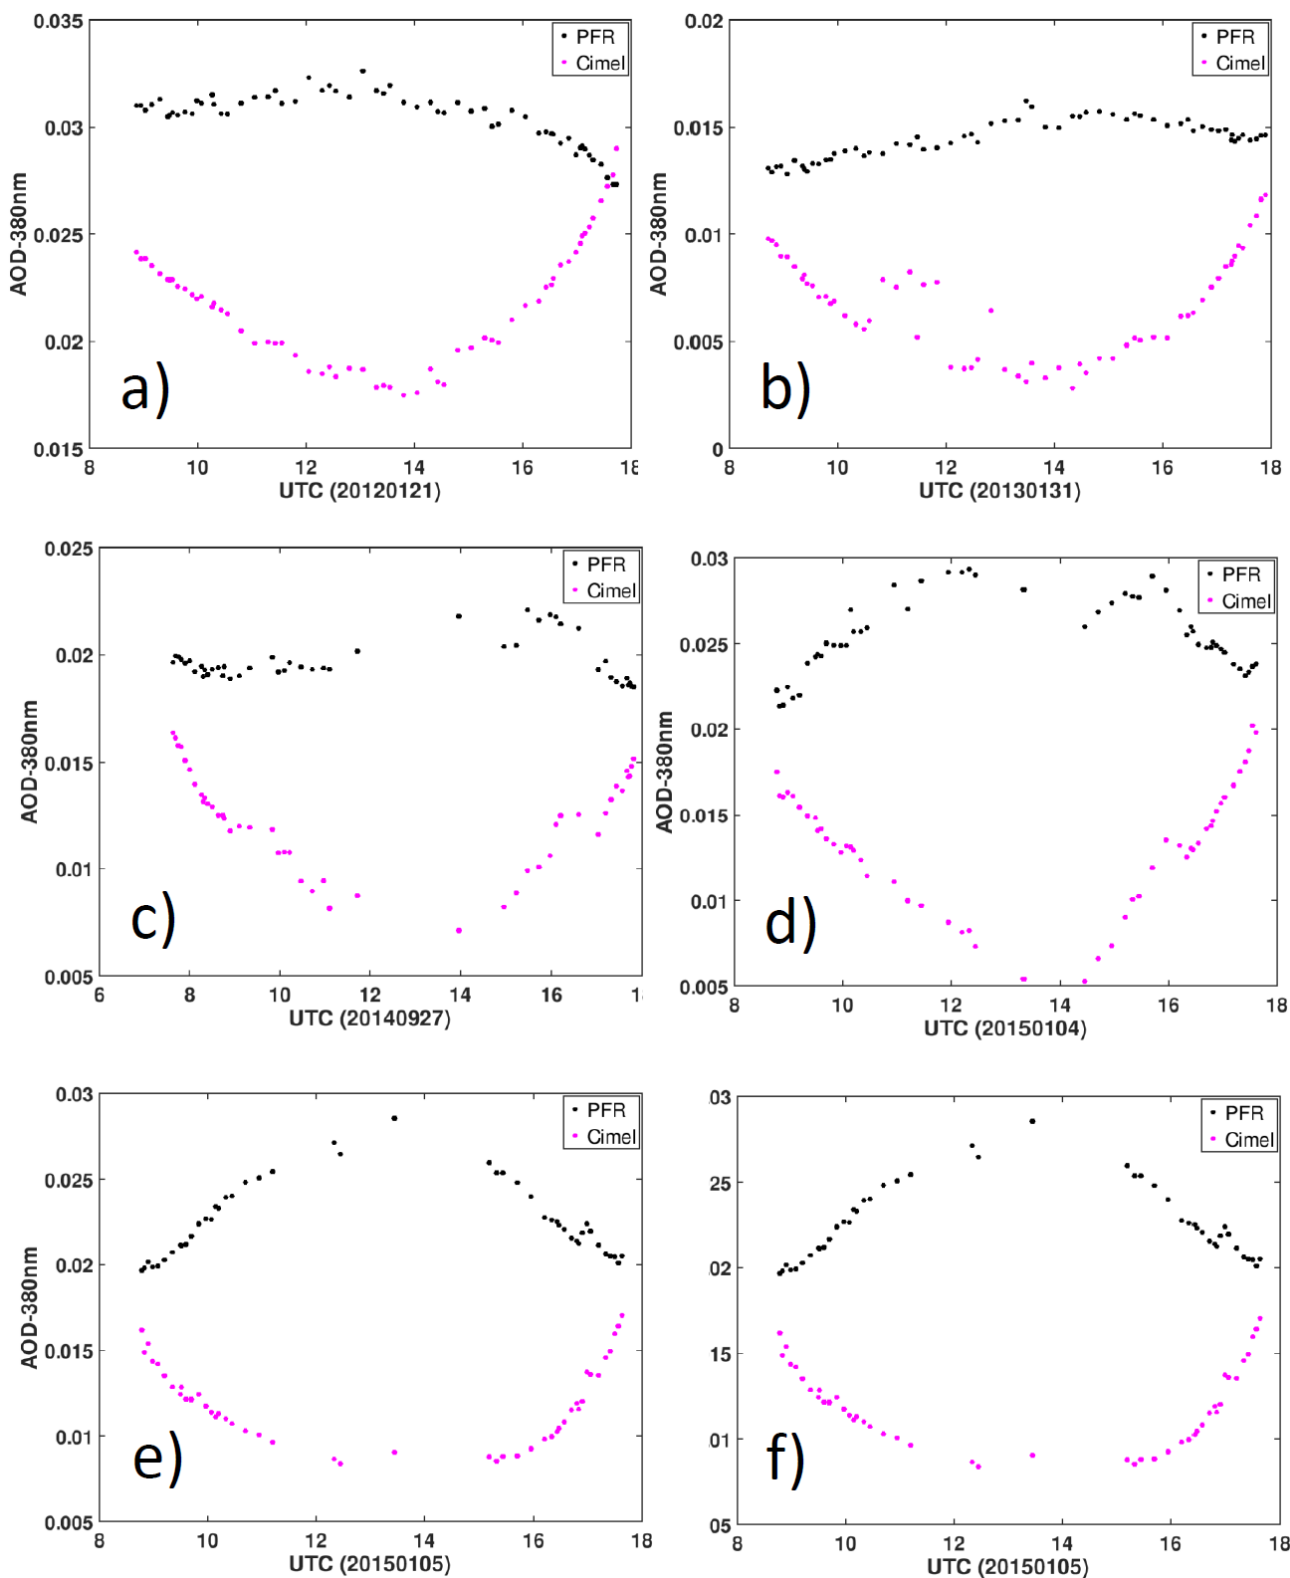 0.035
0.03
0.025
0.02
0.015
AOD-380nm
PFR
Cimel
a)
8 10 12 14 16 18
UTC (20120121)
0.02
0.015
0.01
0.005
0
AOD-380nm
PFR
Cimel
b)
8 10 12 14 16 18
UTC (20130131)
0.025
0.02
0.015
0.01
0.005
AOD-380nm
PFR
Cimel
c)
6 8 10 12 14 16
UTC (20140927)
0.03
0.025
0.02
0.015
0.01
0.005
AOD-380nm
PFR
Cimel
d)
8 10 12 14 16 18
UTC (20150104)
0.03
0.025
0.02
0.015
0.01
0.005
AOD-380nm
PFR
Cimel
e)
8 10 12 14 16 18
UTC (20150105)
.03
25
.02
15
.01
05
PFR
Cimel
f)
8 10 12 14 16 18
UTC (20150105)